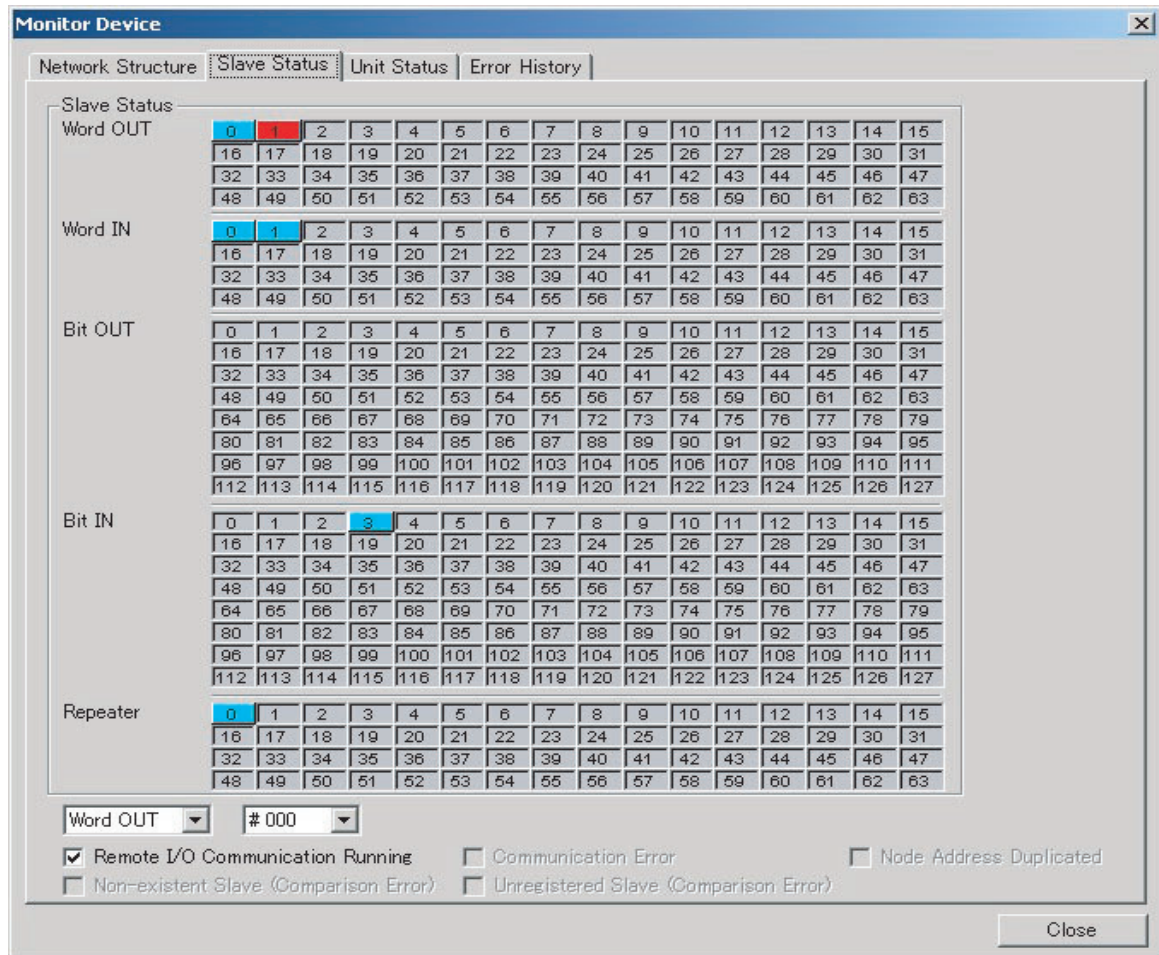 Monitor Device
Network Structure Slave Status Unit Status Error History
Slave Status
Word OUT 0 1 2 3 4 5 6 7 8 9 10 11 12 13 14 15
16 17 18 19 20 21 22 23 24 25 26 27 28 29 30 31
32 33 34 35 36 37 38 39 40 41 42 43 44 45 46 47
48 49 50 51 52 53 54 55 56 57 58 59 60 61 62 63
Word IN 0 1 2 3 4 5 6 7 8 9 10 11 12 13 14 15
16 17 18 19 20 21 22 23 24 25 26 27 28 29 30 31
32 33 34 35 36 37 38 39 40 41 42 43 44 45 46 47
48 49 50 51 52 53 54 55 56 57 58 59 60 61 62 63
Bit OUT 0 1 2 3 4 5 6 7 8 9 10 11 12 13 14 15
16 17 18 19 20 21 22 23 24 25 26 27 28 29 30 31
32 33 34 35 36 37 38 39 40 41 42 43 44 45 46 47
48 49 50 51 52 53 54 55 56 57 58 59 60 61 62 63
64 65 66 67 68 69 70 71 72 73 74 75 76 77 78 79
80 81 82 83 84 85 86 87 88 89 90 91 92 93 94 95
96 97 98 99 100 101 102 103 104 105 106 107 108 109 110 111
112 113 114 115 116 117 118 119 120 121 122 123 124 125 126 127
Bit IN 0 1 2 3 4 5 6 7 8 9 10 11 12 13 14 15
16 17 18 19 20 21 22 23 24 25 26 27 28 29 30 31
32 33 34 35 36 37 38 39 40 41 42 43 44 45 46 47
48 49 50 51 52 53 54 55 56 57 58 59 60 61 62 63
64 65 66 67 68 69 70 71 72 73 74 75 76 77 78 79
80 81 82 83 84 85 86 87 88 89 90 91 92 93 94 95
96 97 98 99 100 101 102 103 104 105 106 107 108 109 110 111
112 113 114 115 116 117 118 119 120 121 122 123 124 125 126 127
Repeater 0 1 2 3 4 5 6 7 8 9 10 11 12 13 14 15
16 17 18 19 20 21 22 23 24 25 26 27 28 29 30 31
32 33 34 35 36 37 38 39 40 41 42 43 44 45 46 47
48 49 50 51 52 53 54 55 56 57 58 59 60 61 62 63
Word OUT # 000
Remote I/O Communication Running Communication Error Node Address Duplicated
Non-existent Slave (Comparison Error) Unregistered Slave (Comparison Error)
Close